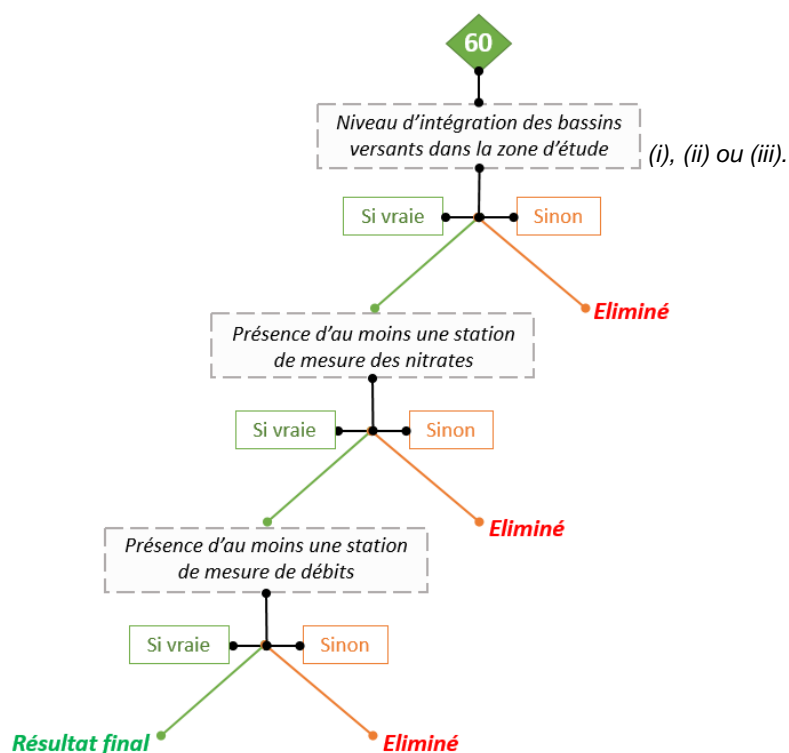 60
Niveau d'intégration des bassins
versants dans la zone d'étude
(i), (ii) ou (iii).
Si vraie
Sinon
Eliminé
Présence d'au moins une station
de mesure des nitrates
Si vraie
Sinon
Eliminé
Présence d'au moins une station
de mesure de débits
Si vraie
Sinon
Résultat final
Eliminé